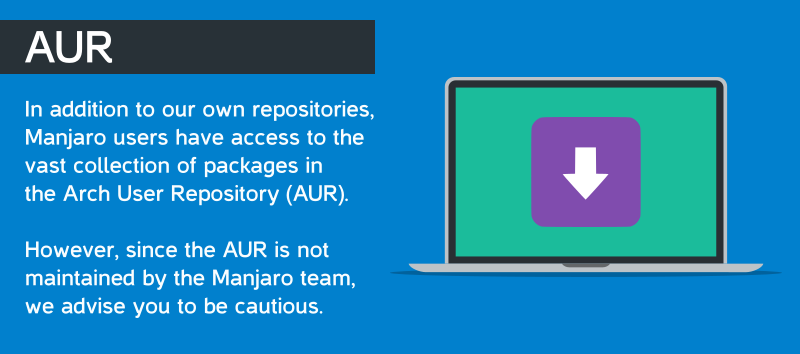 AUR
In addition to our own repositories,
Manjaro users have access to the
vast collection of packages in
the Arch User Repository (AUR).
However, since the AUR is not
maintained by the Manjaro team,
we advise you to be cautious.